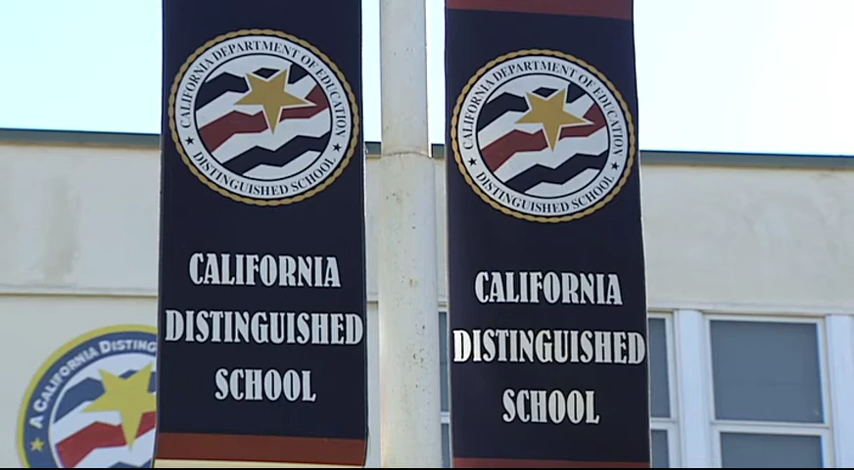 CALIFORNIA DEPARTMENT OF EDUCATION
DISTINGUISHED SCHOOL
CALIFORNIA
DISTINGUISHED
SCHOOL
CALIFORNIA DEPARTMENT OF EDUCATION
DISTINGUISHED SCHOOL
CALIFORNIA
DISTINGUISHED
SCHOOL
A CALIFORNIA DISTING